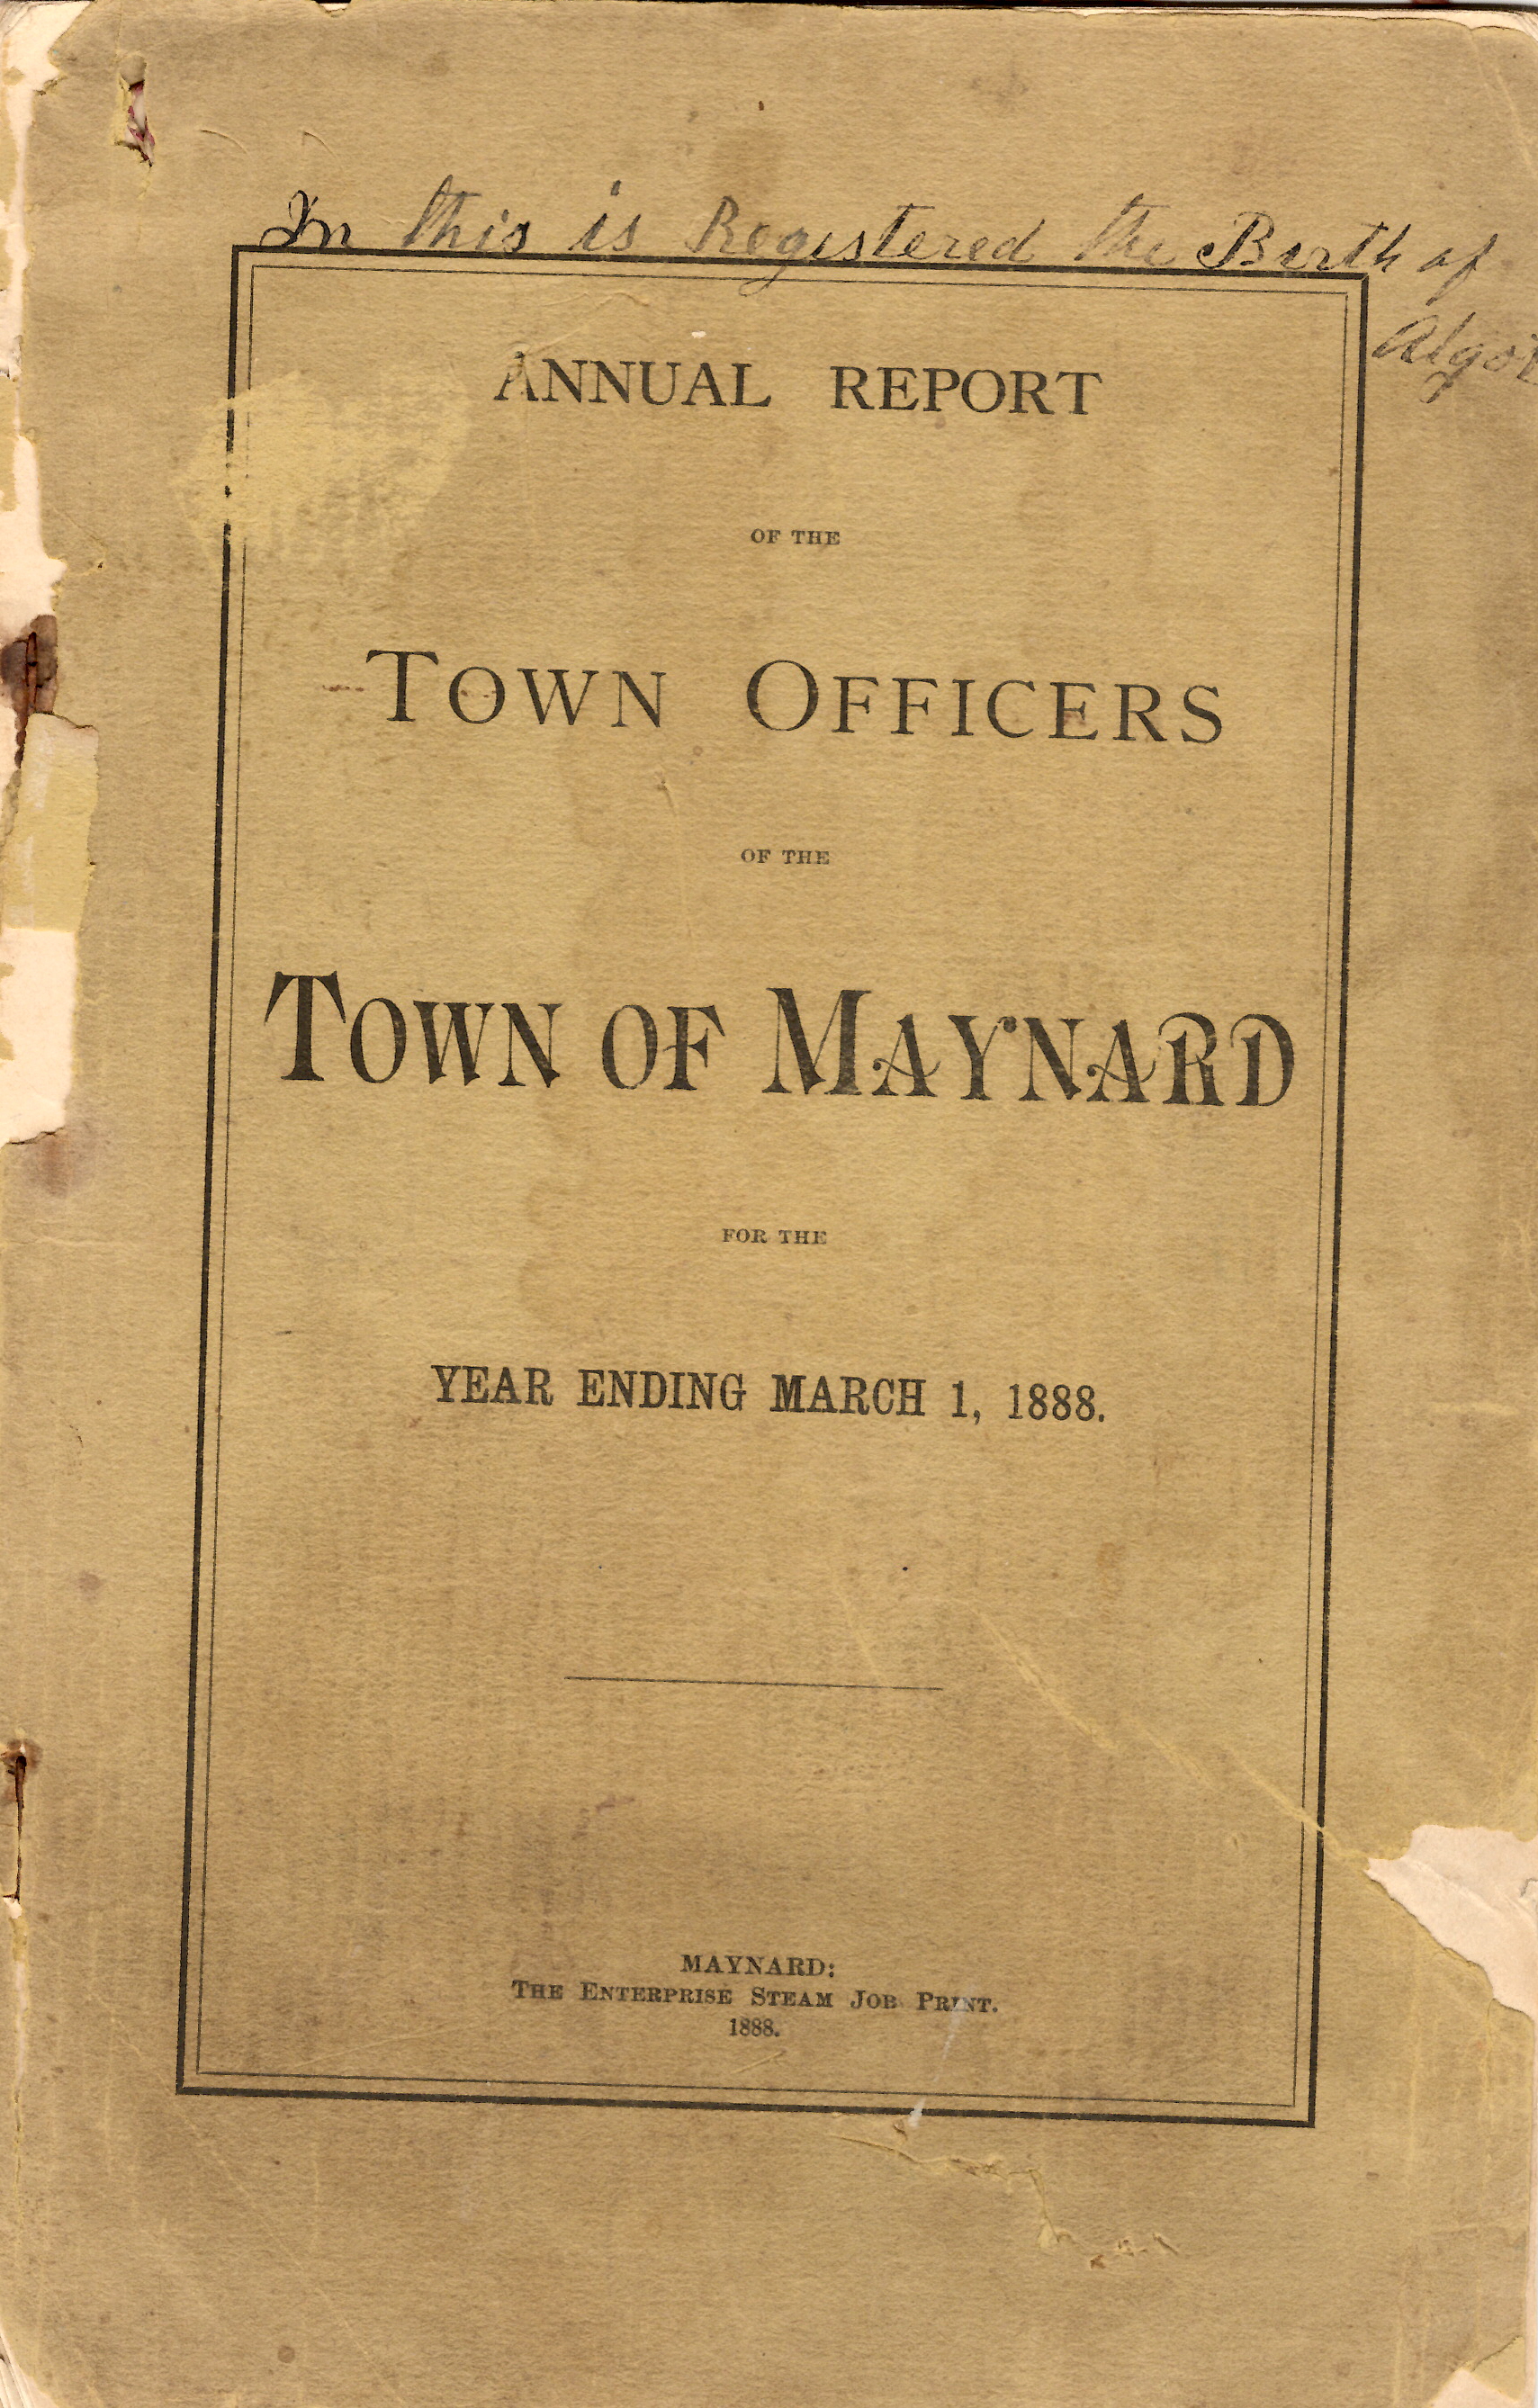 In this is Registered the Birth of
Algot
ANNUAL REPORT
OF THE
TOWN OFFICERS
OF THE
TOWN OF MAYNARD
FOR THE
YEAR ENDING MARCH 1, 1888.
MAYNARD:
THE ENTERPRISE STEAM JOB PRINT.
1888.